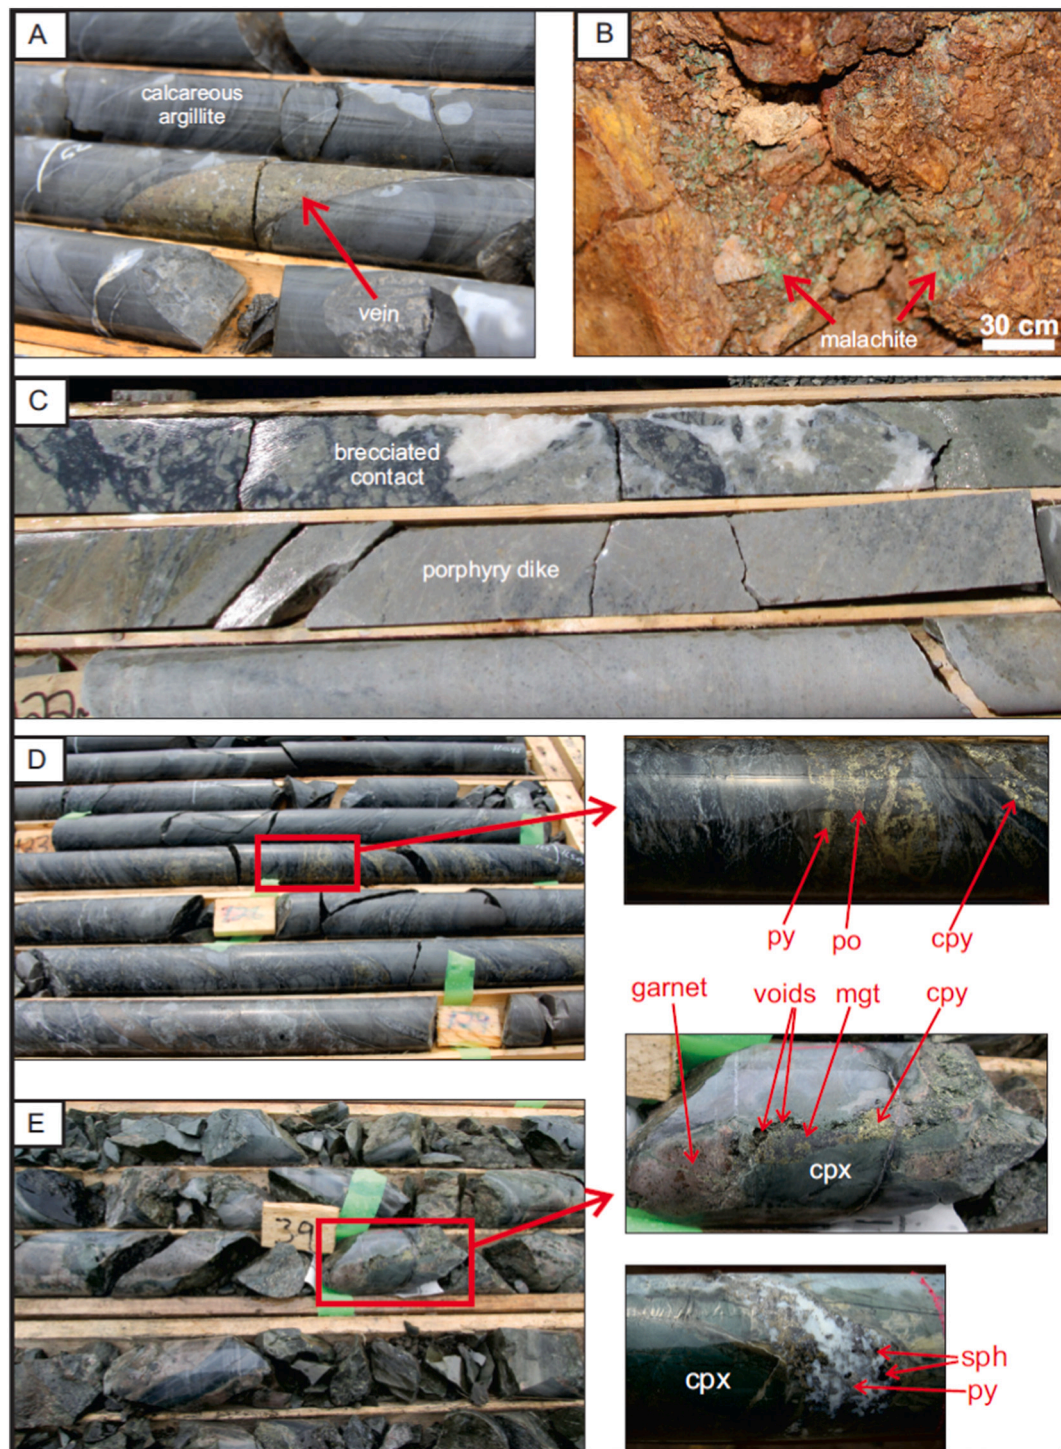 A
calcareous
argillite
vein
B
malachite
30 cm
C
brecciated
contact
porphyry dike
D
py
po
cpy
garnet
voids
mgt
cpy
E
39
cpx
cpx
sph
py